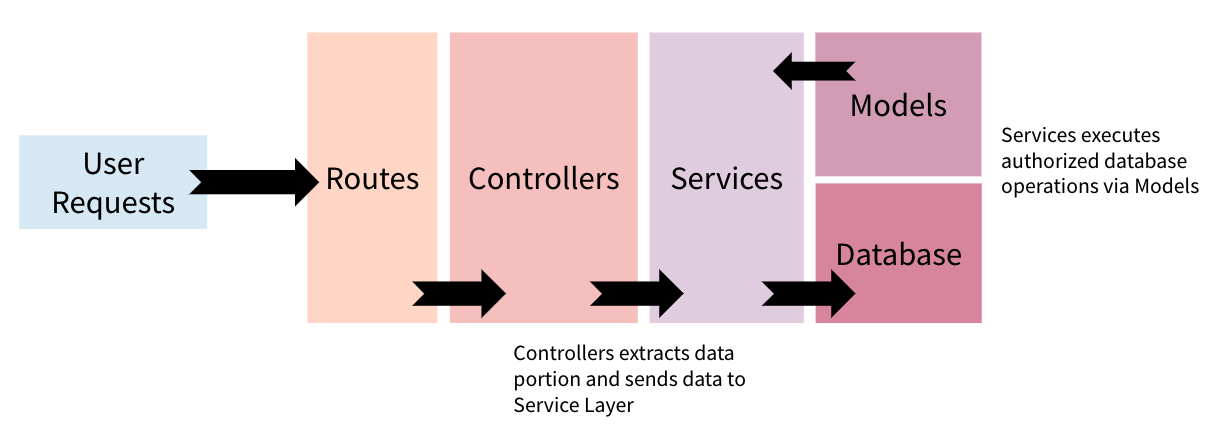 User
Requests
Routes
Controllers
Services
Models
Database
Services executes
authorized database
operations via Models
Controllers extracts data
portion and sends data to
Service Layer